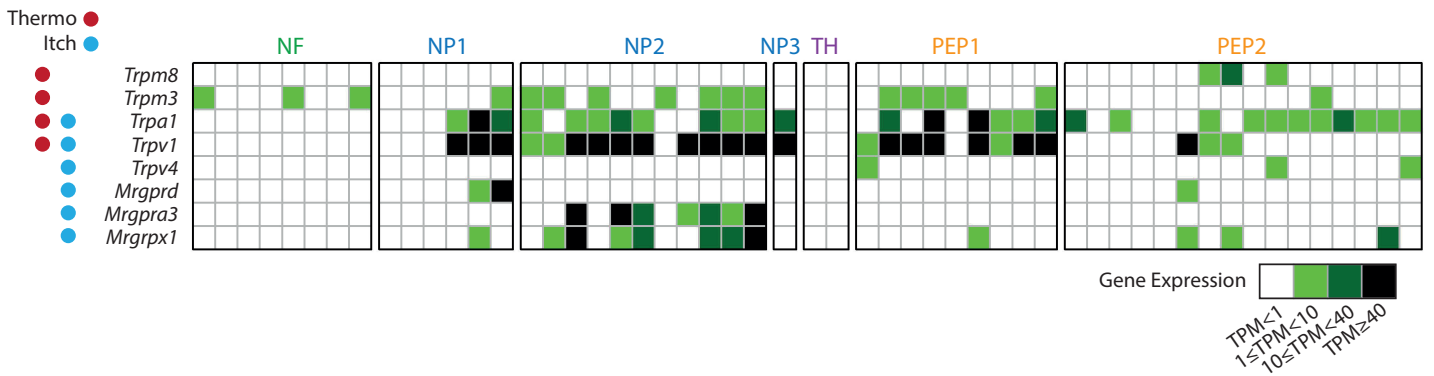 Thermo
Itch
NF NP1 NP2 NP3 TH PEP1 PEP2
Trpm8
Trpm3
Trpa1
Trpv1
Trpv4
Mrgprd
Mrgpra3
Mrgrpx1
Gene Expression
TPM<1
1≤TPM<10
10≤TPM<40
TPM≥40